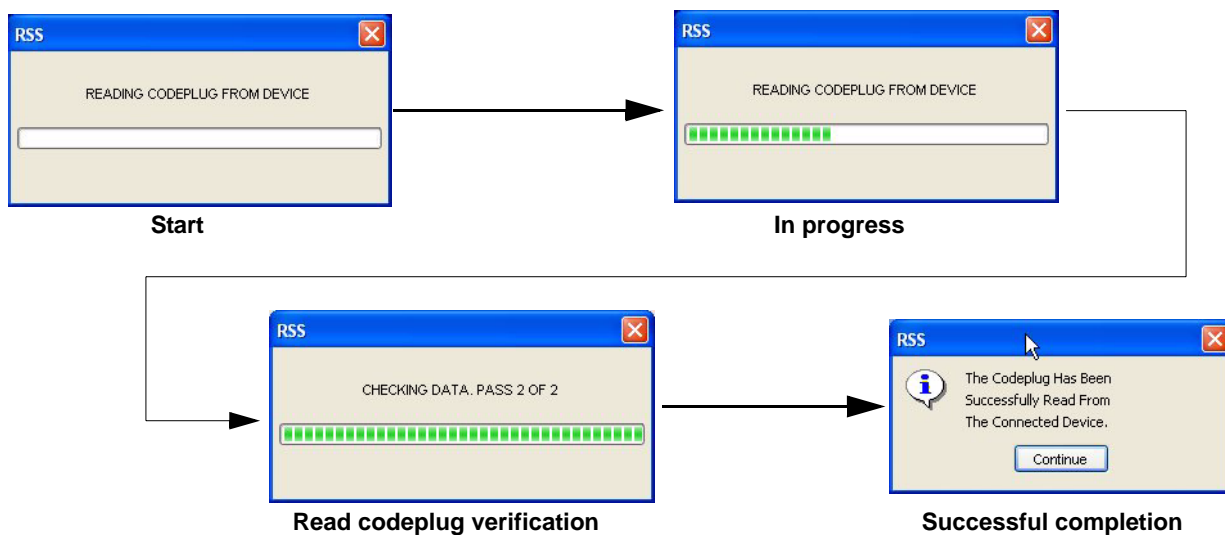 RSS
READING CODEPLUG FROM DEVICE
Start
RSS
READING CODEPLUG FROM DEVICE
In progress
RSS
CHECKING DATA. PASS 2 OF 2
Read codeplug verification
RSS
The Codeplug Has Been
Successfully Read From
The Connected Device.
Continue
Successful completion